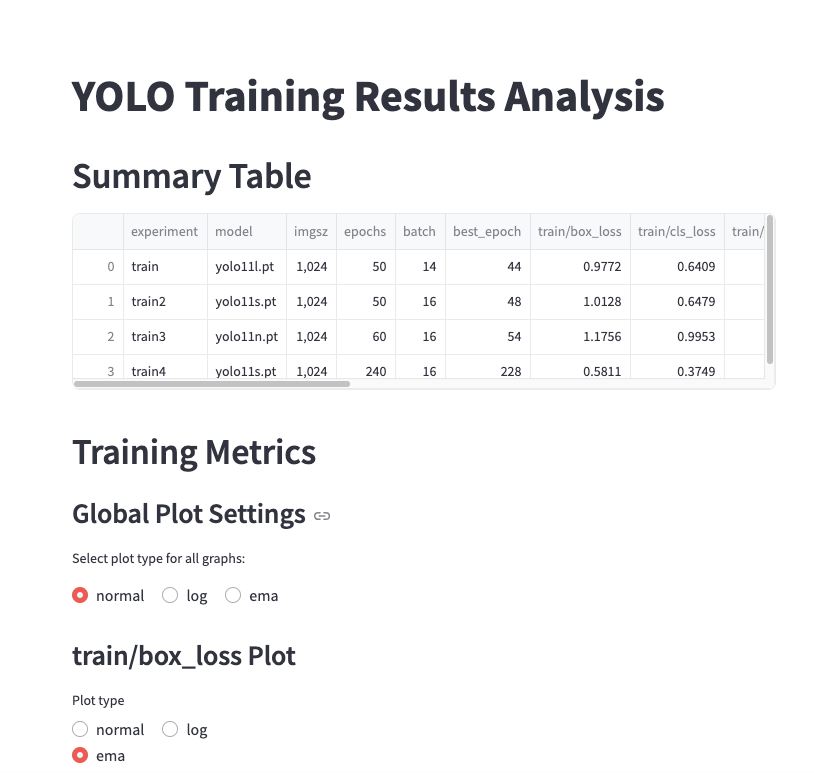 YOLO Training Results Analysis
Summary Table
experiment model imgsz epochs batch best_epoch train/box_loss train/cls_loss train/
0 train yolo11l.pt 1,024 50 14 44 0.9772 0.6409
1 train2 yolo11s.pt 1,024 50 16 48 1.0128 0.6479
2 train3 yolo11n.pt 1,024 60 16 54 1.1756 0.9953
3 train4 yolo11s.pt 1,024 240 16 228 0.5811 0.3749
Training Metrics
Global Plot Settings
Select plot type for all graphs:
normal log ema
train/box_loss Plot
Plot type
normal log
ema